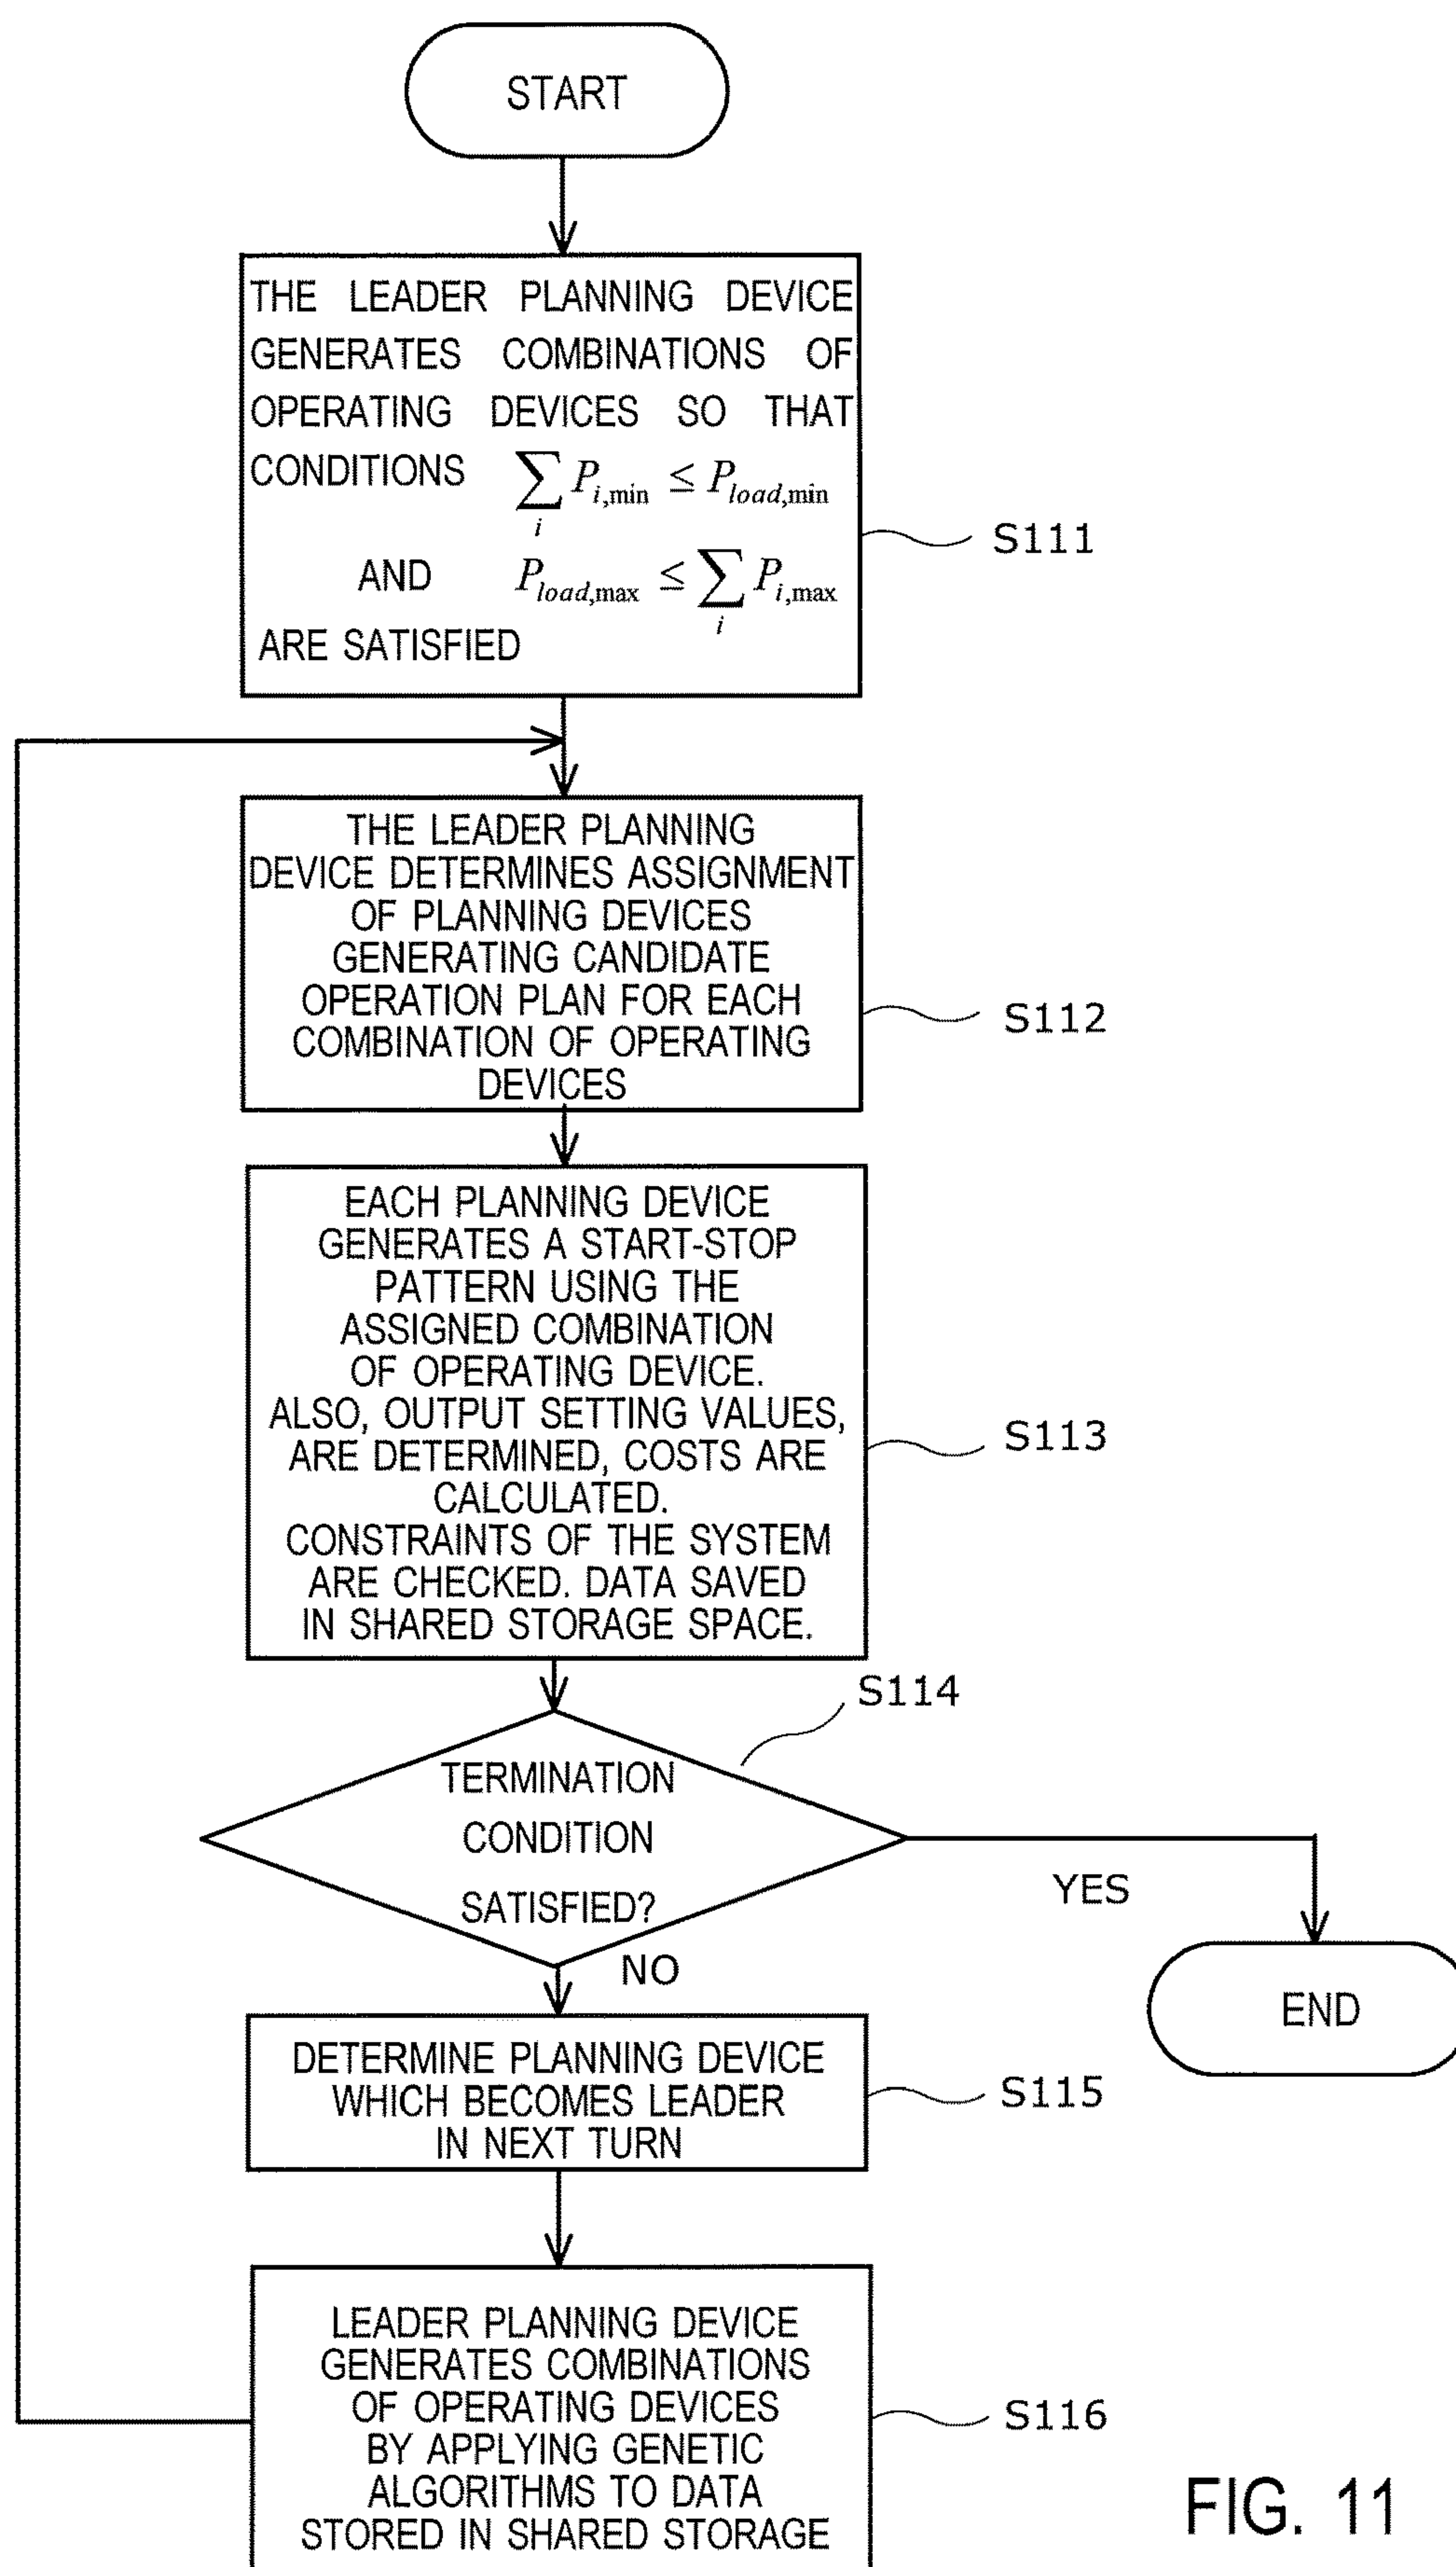 START
THE LEADER PLANNING DEVICE
GENERATES COMBINATIONS OF
OPERATING DEVICES SO THAT
CONDITIONS ∑_i P_{i,min} ≤ P_{load,min}
AND P_{load,max} ≤ ∑_i P_{i,max}
ARE SATISFIED
S111
THE LEADER PLANNING
DEVICE DETERMINES ASSIGNMENT
OF PLANNING DEVICES
GENERATING CANDIDATE
OPERATION PLAN FOR EACH
COMBINATION OF OPERATING
DEVICES
S112
EACH PLANNING DEVICE
GENERATES A START-STOP
PATTERN USING THE
ASSIGNED COMBINATION
OF OPERATING DEVICE.
ALSO, OUTPUT SETTING VALUES,
ARE DETERMINED, COSTS ARE
CALCULATED.
CONSTRAINTS OF THE SYSTEM
ARE CHECKED. DATA SAVED
IN SHARED STORAGE SPACE.
S113
S114
TERMINATION
CONDITION
SATISFIED?
YES
NO
END
DETERMINE PLANNING DEVICE
WHICH BECOMES LEADER
IN NEXT TURN
S115
LEADER PLANNING DEVICE
GENERATES COMBINATIONS
OF OPERATING DEVICES
BY APPLYING GENETIC
ALGORITHMS TO DATA
STORED IN SHARED STORAGE
S116
FIG. 11